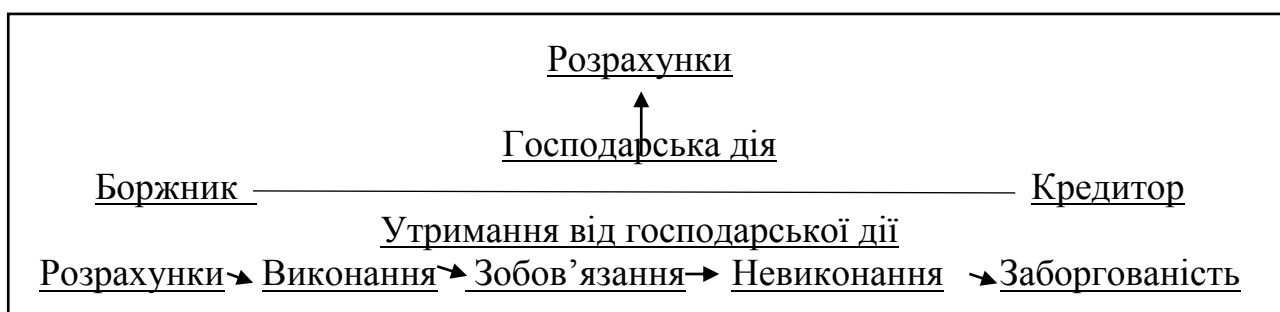 Розрахунки
Господарська дія
Боржник Кредитор
Утримання від господарської дії
Розрахунки Виконання Зобов’язання Невиконання Заборгованість